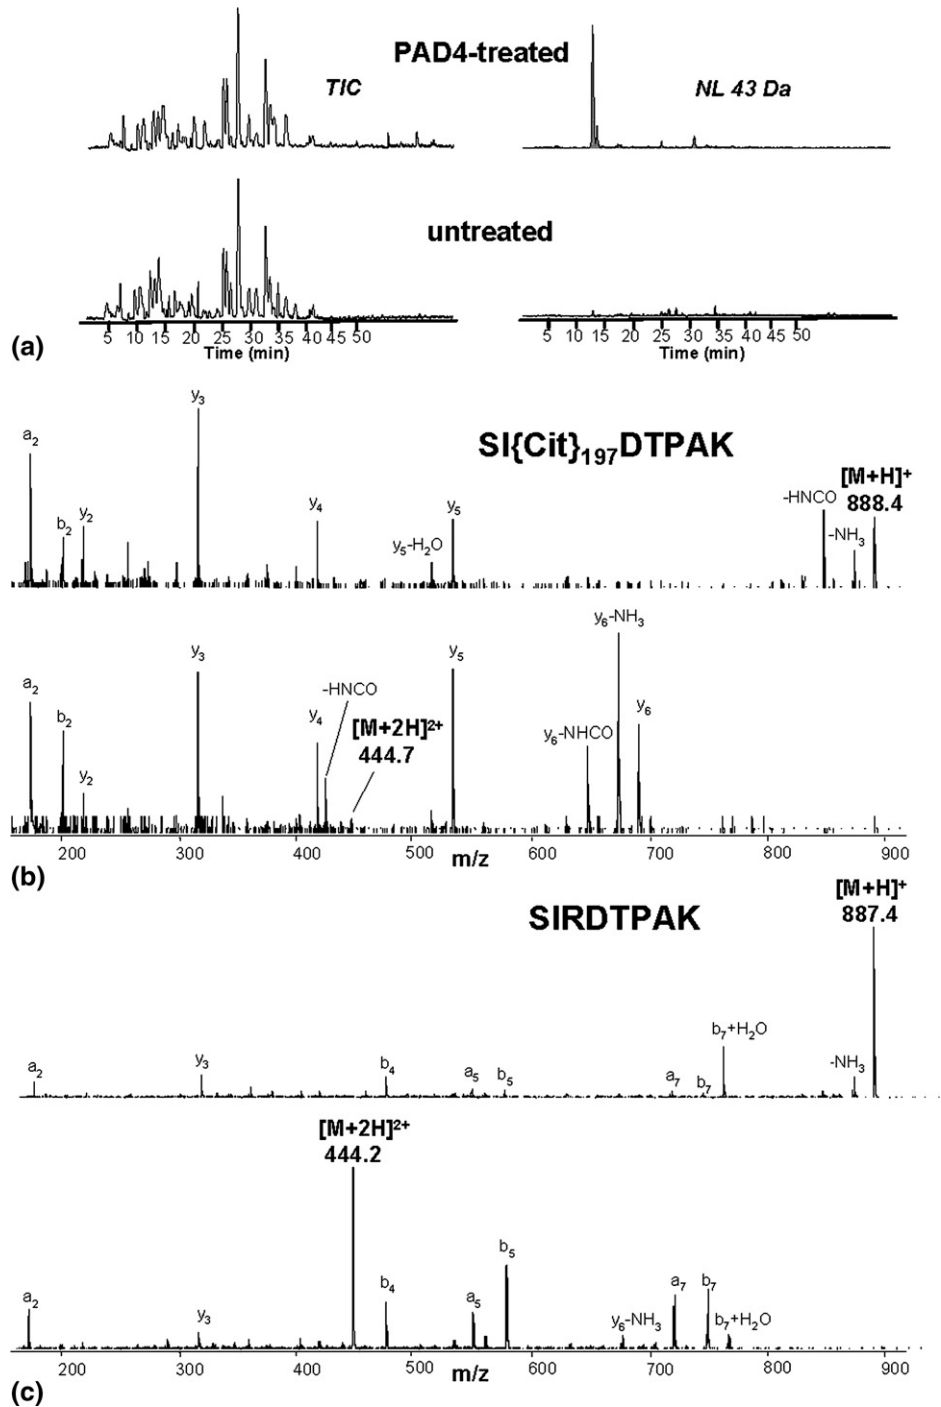 PAD4-treated
TIC
NL 43 Da
untreated
5 10 15 20 25 30 35 40 45 50
Time (min)
5 10 15 20 25 30 35 40 45 50
Time (min)
(a)
y3
a2
SI{Cit}197DTPAK
[M+H]+
888.4
-HNCO
-NH3
b2
y2
y4
y5-H2O
y5
y6-NH3
y3
y5
a2
-HNCO
b2
y4
[M+2H]2+
444.7
y6
y6-NHCO
y2
200 300 400 500 600 700 800 900
m/z
(b)
SIRDTPAK
[M+H]+
887.4
b7+H2O
a2
y3
b4
a5
b5
a7
b7
-NH3
[M+2H]2+
444.2
b5
a2
y3
b4
a5
y6-NH3
a7
b7
b7+H2O
200 300 400 500 600 700 800 900
m/z
(c)